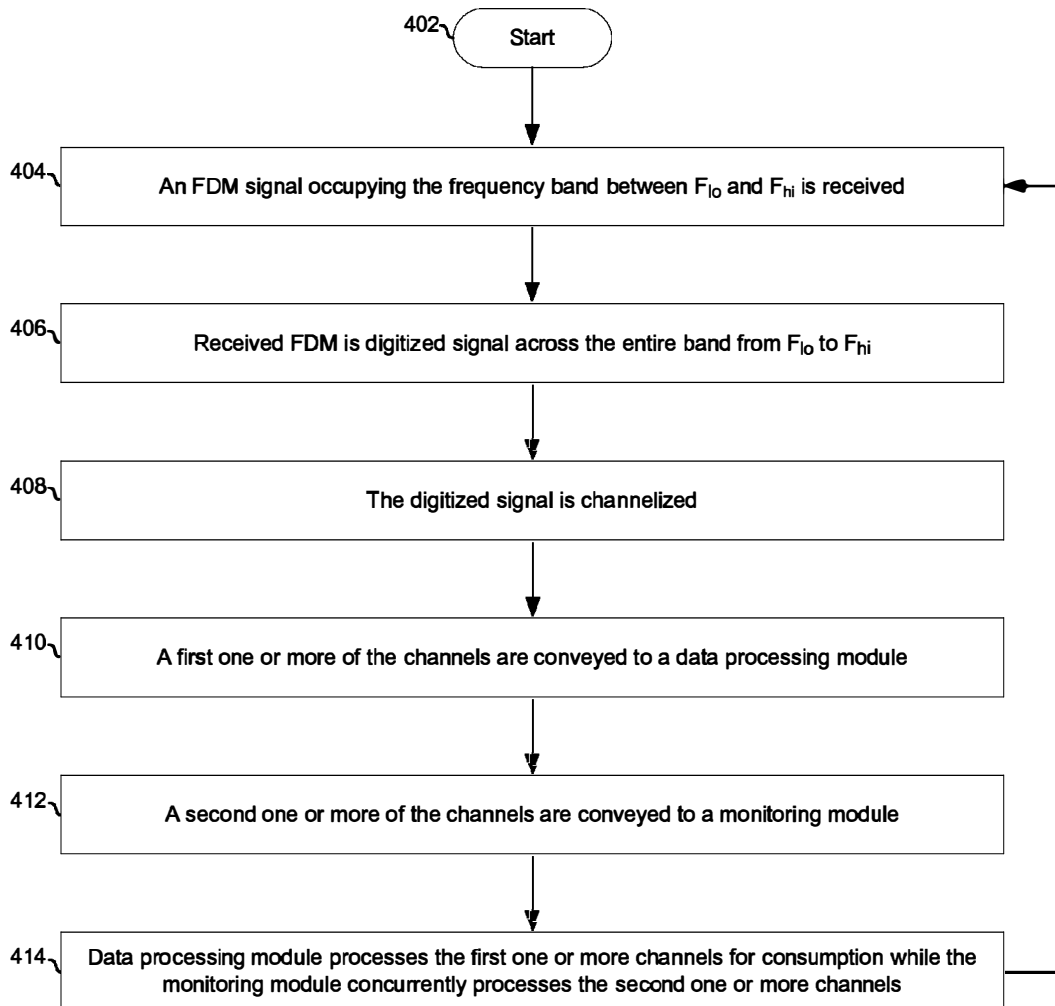 402
Start
404
An FDM signal occupying the frequency band between Flo and Fhi is received
406
Received FDM is digitized signal across the entire band from Flo to Fhi
408
The digitized signal is channelized
410
A first one or more of the channels are conveyed to a data processing module
412
A second one or more of the channels are conveyed to a monitoring module
414
Data processing module processes the first one or more channels for consumption while the
monitoring module concurrently processes the second one or more channels